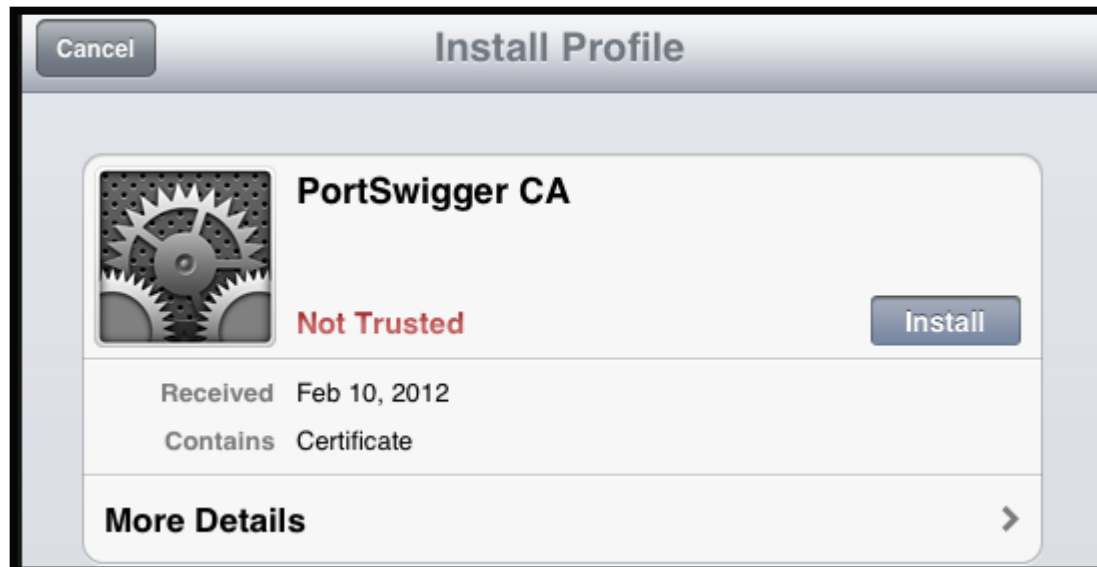 Cancel
Install Profile
PortSwigger CA
Not Trusted
Install
Received Feb 10, 2012
Contains Certificate
More Details